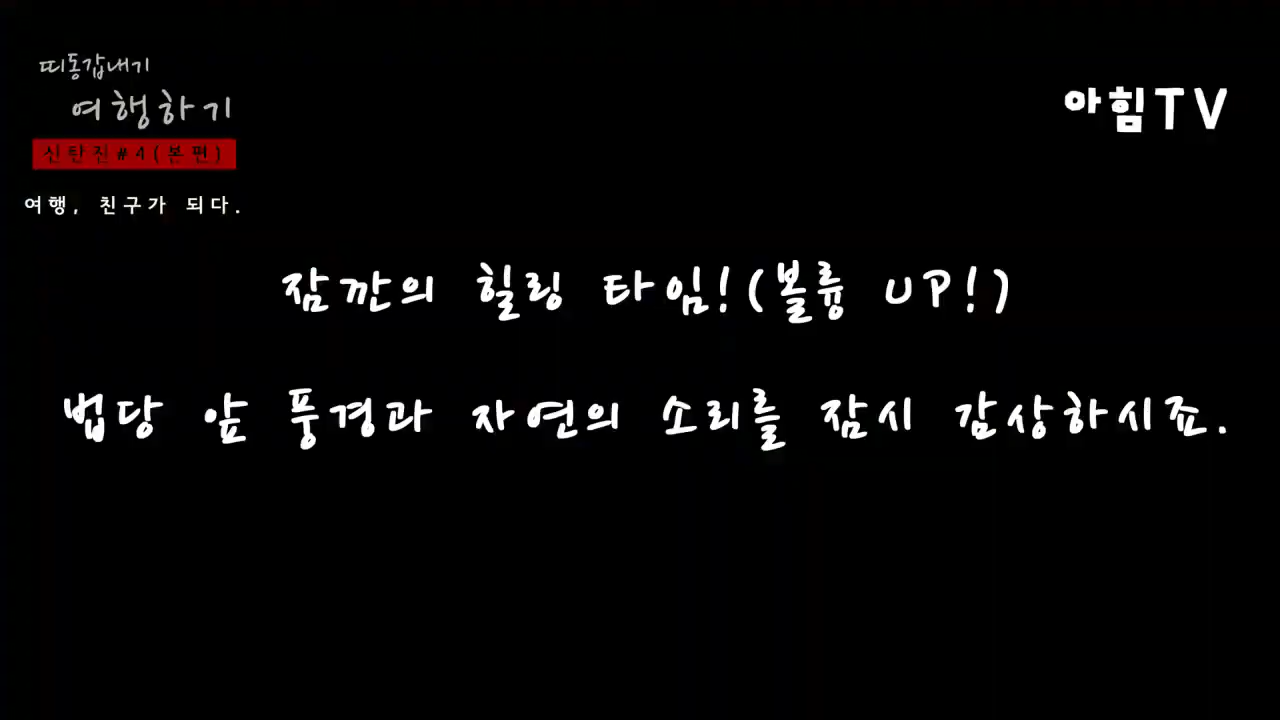 띠동갑내기
여행하기
신탄진#4(본편)
여행, 친구가 되다.
아힘TV
잠깐의 힐링 타임!(볼륨 UP!)
법당 앞 풍경과 자연의 소리를 잠시 감상하시죠.